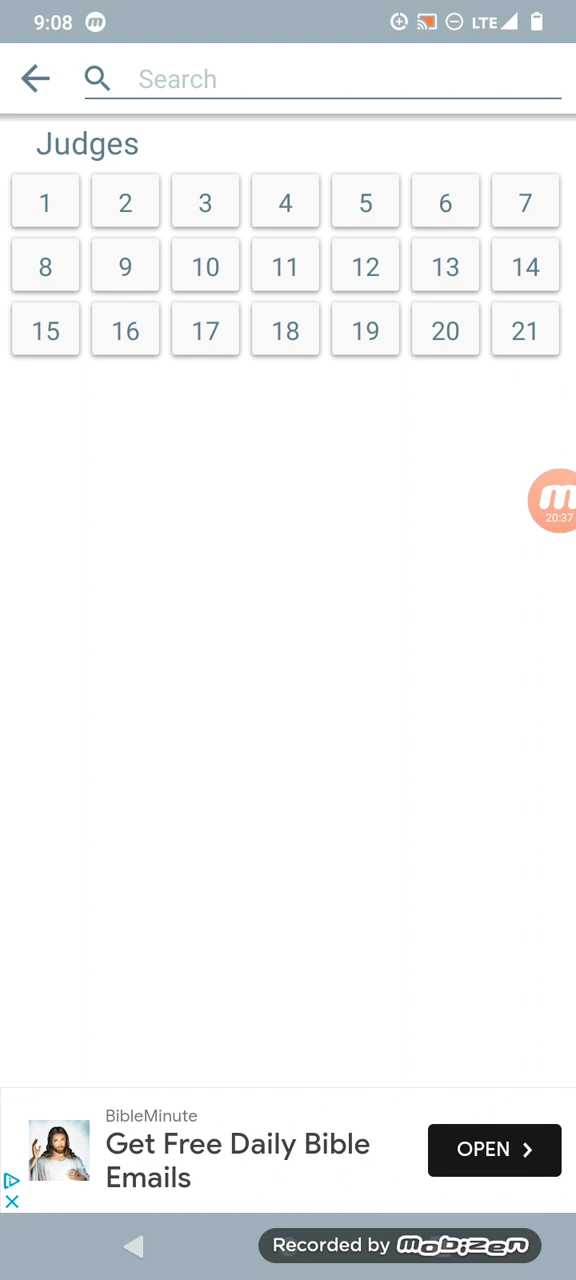 9:08 m LTE
Search
Judges
1 2 3 4 5 6 7
8 9 10 11 12 13 14
15 16 17 18 19 20 21
m
20:37
BibleMinute
Get Free Daily Bible
Emails
OPEN
Recorded by mobizen